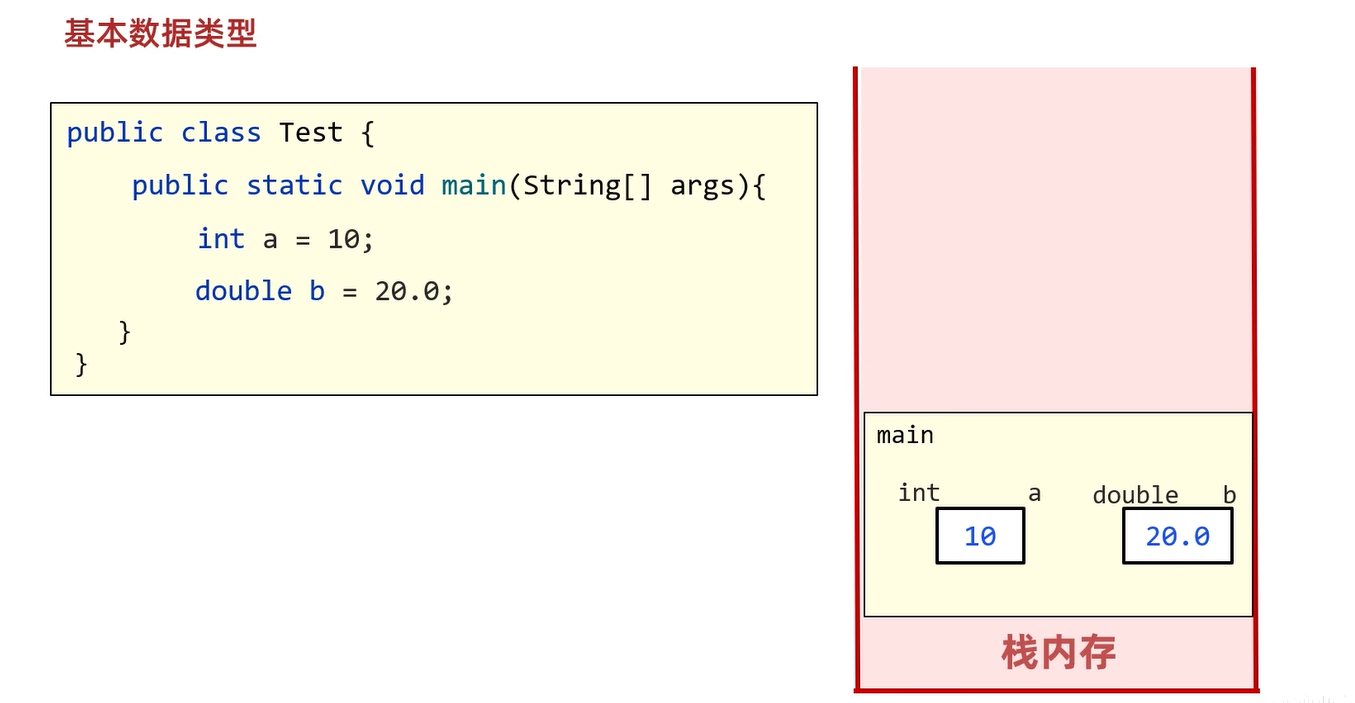 基本数据类型
public class Test {
public static void main(String[] args){
int a = 10;
double b = 20.0;
}
}
main
int a double b
10 20.0
栈内存